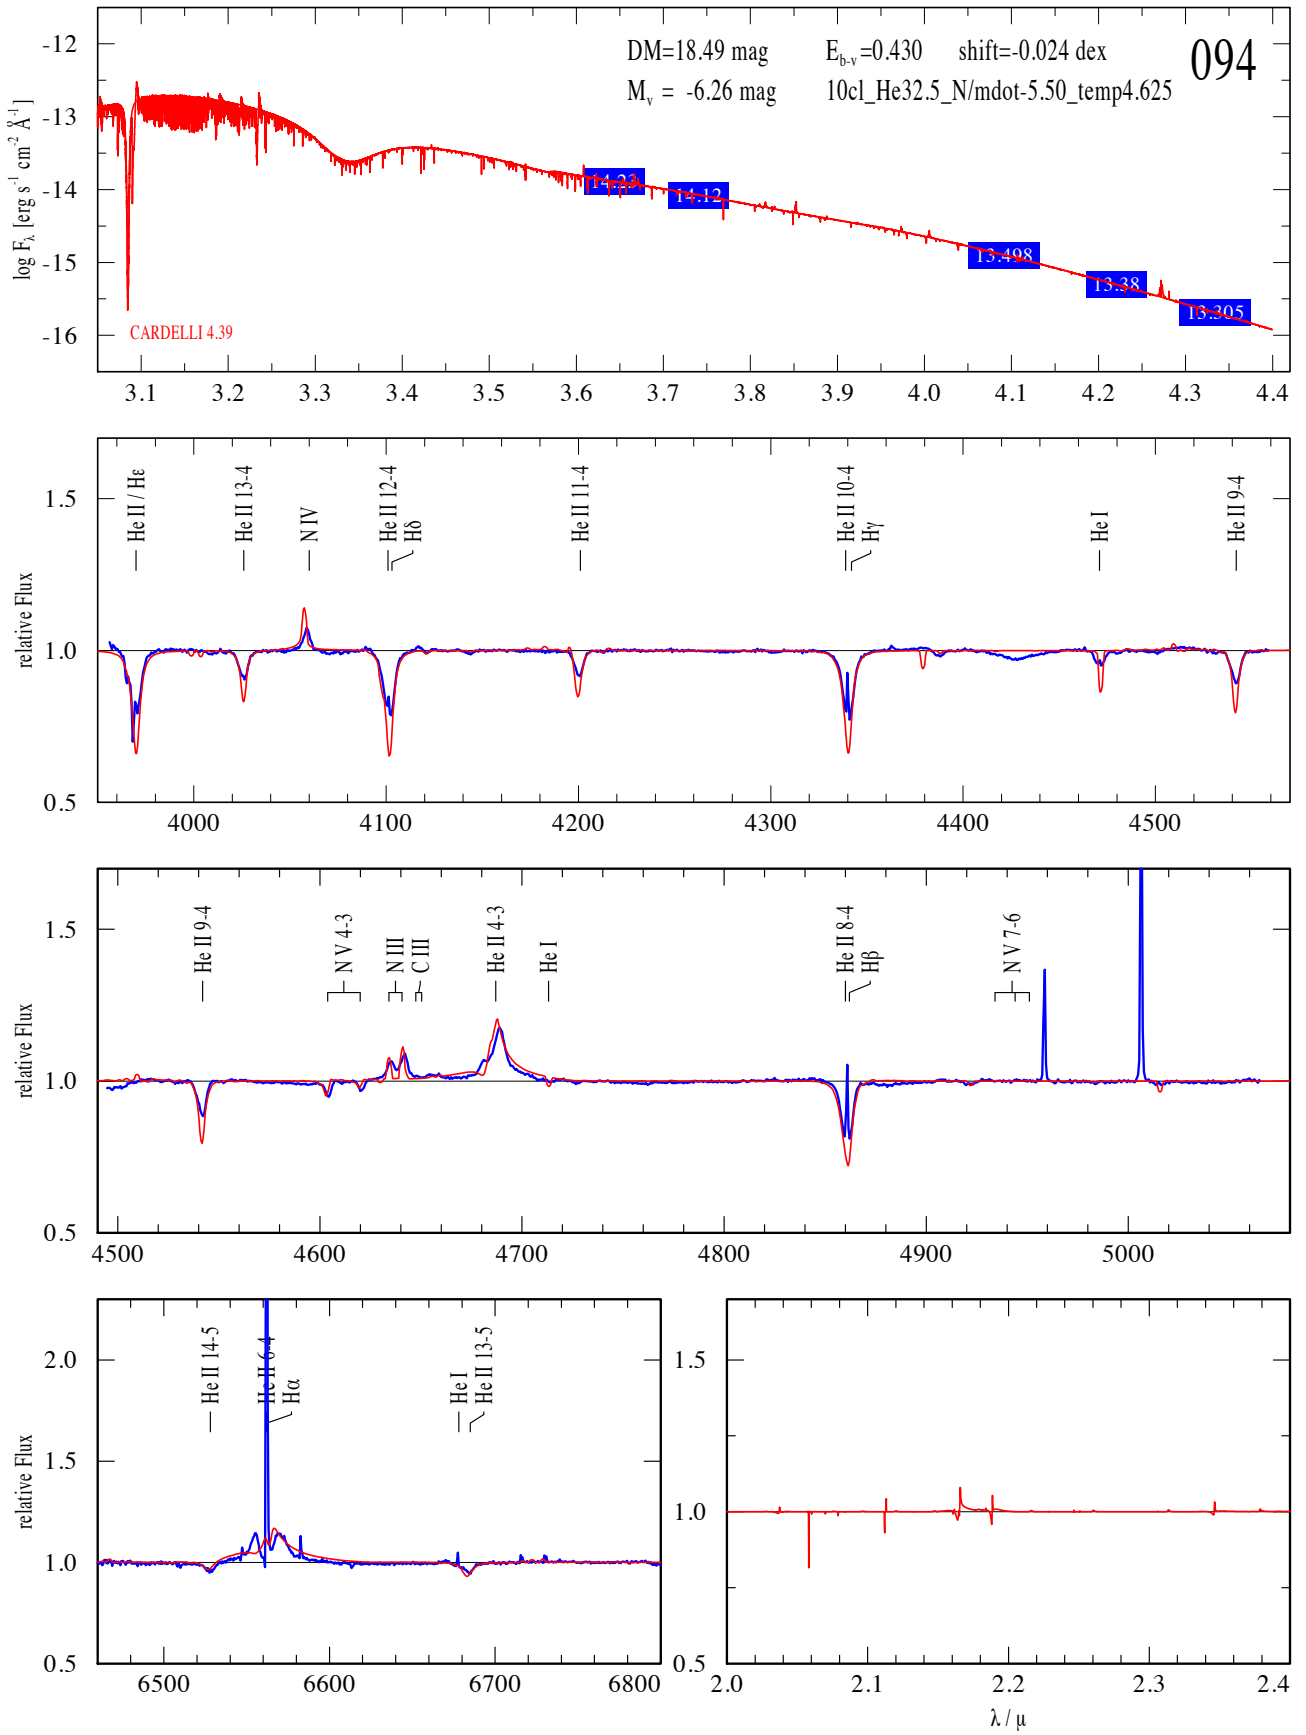 DM=18.49 mag E_b-v=0.430 shift=-0.024 dex 094
M_v = -6.26 mag 10cl_He32.5_N/mdot-5.50_temp4.625
log F_λ [erg s⁻¹ cm⁻² Å⁻¹]
-12
-13
-14
-15
-16
14.23
14.12
13.498
13.38
13.305
CARDELLI 4.39
3.1 3.2 3.3 3.4 3.5 3.6 3.7 3.8 3.9 4.0 4.1 4.2 4.3 4.4
relative Flux
1.5
1.0
0.5
He II / Hε
He II 13-4
N IV
He II 12-4
Hδ
He II 11-4
He II 10-4
Hγ
He I
He II 9-4
4000 4100 4200 4300 4400 4500
relative Flux
1.5
1.0
0.5
He II 9-4
N V 4-3
N III
C III
He II 4-3
He I
He II 8-4
Hβ
N V 7-6
4500 4600 4700 4800 4900 5000
relative Flux
2.0
1.5
1.0
0.5
He II 14-5
He II 6-4
Hα
He I
He II 13-5
6500 6600 6700 6800
1.5
1.0
0.5
2.0 2.1 2.2 2.3 2.4
λ / μ